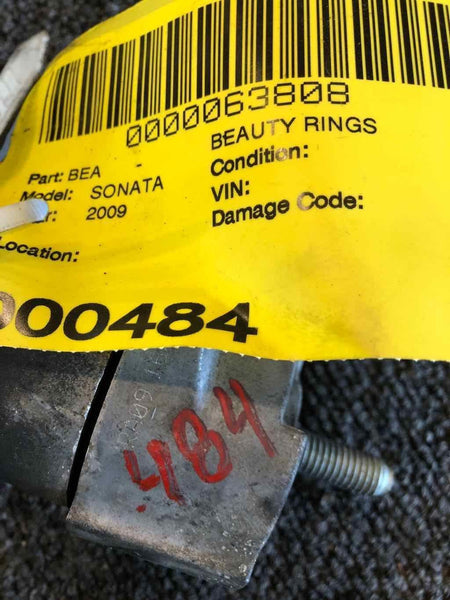 0000063808
Part: BEA
BEAUTY RINGS
Model: SONATA
Condition:
2009
VIN:
Damage Code:
Location:
000484
484